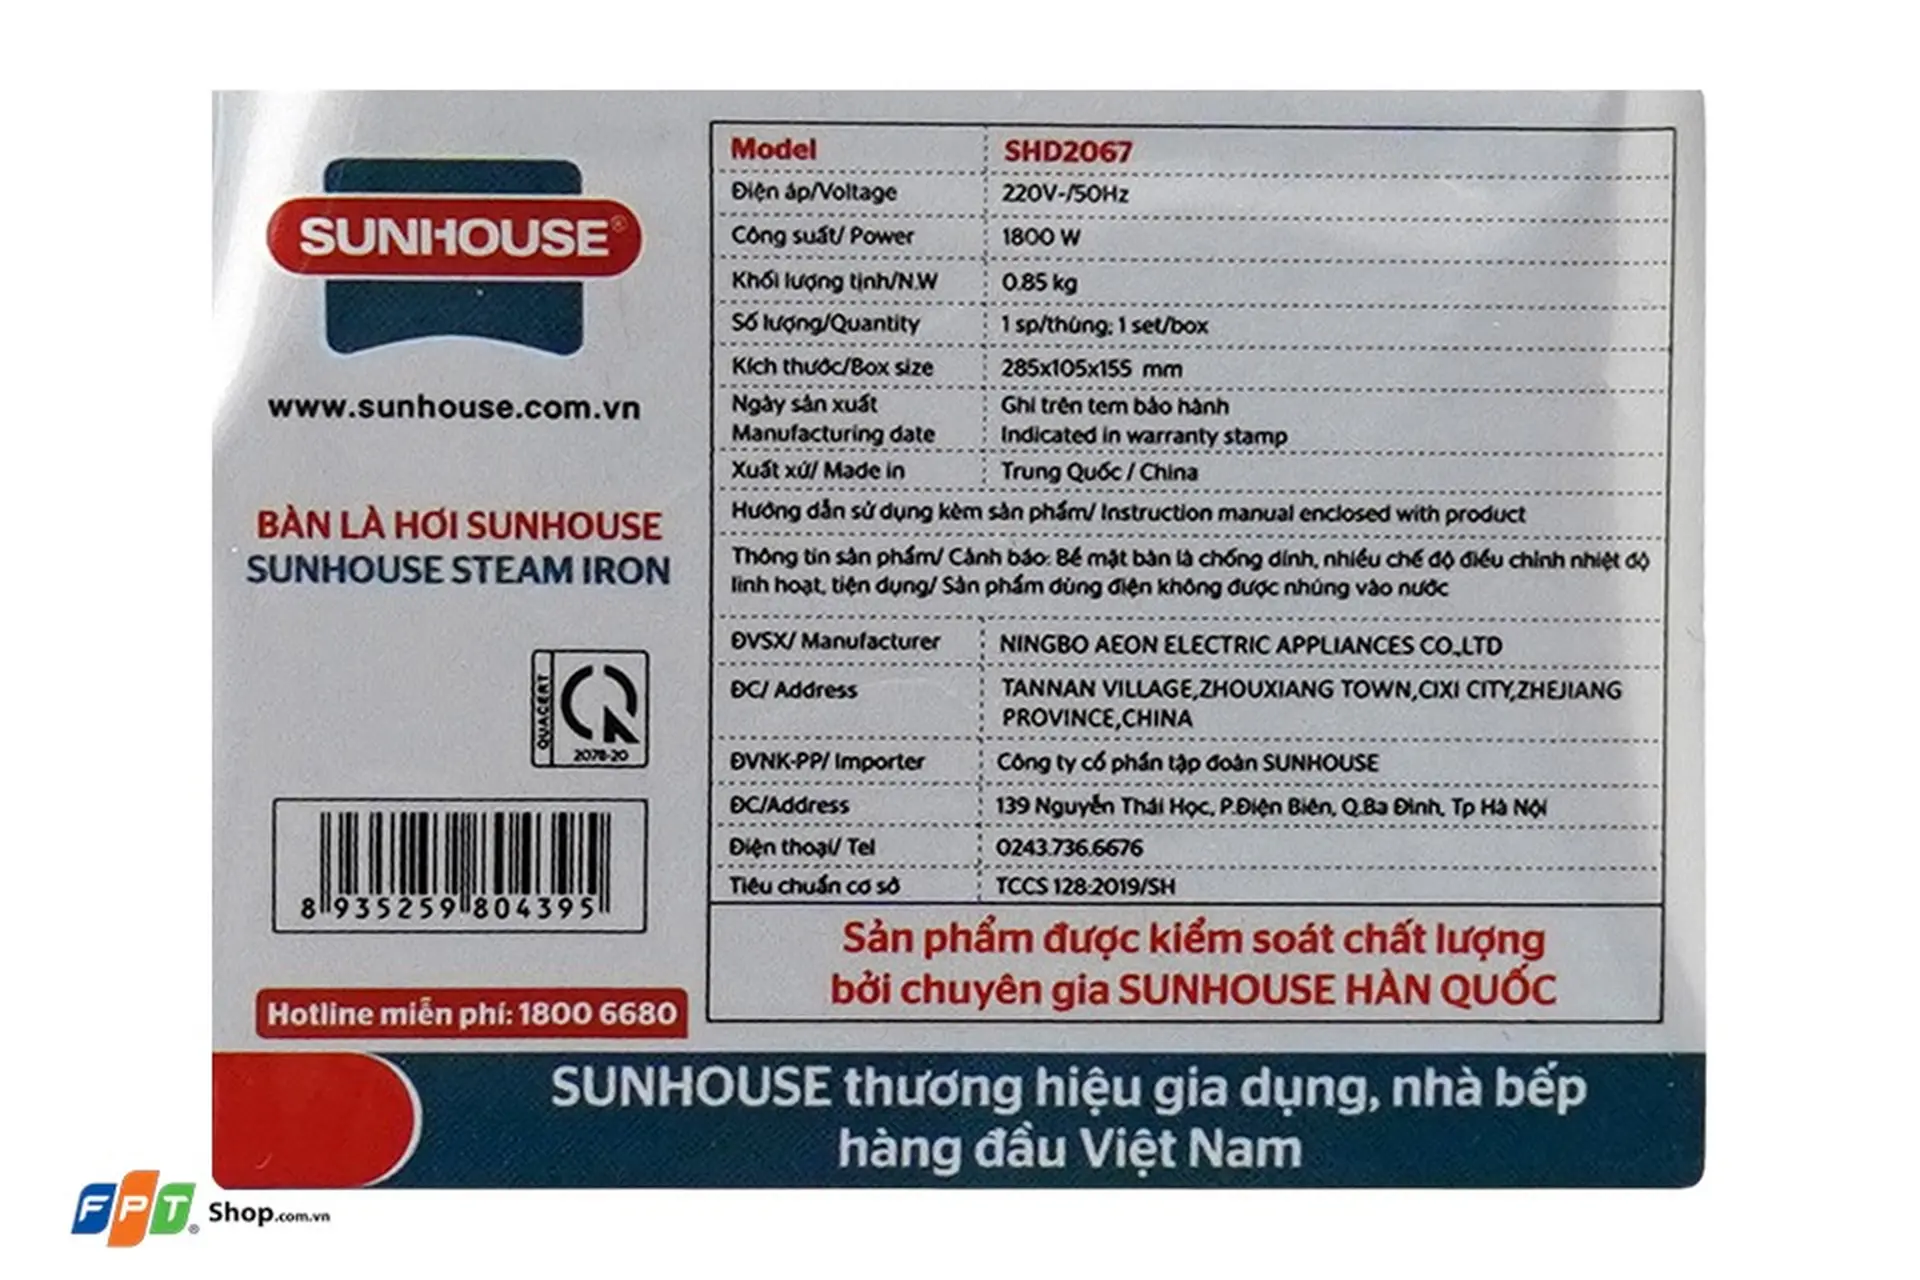 SUNHOUSE®
www.sunhouse.com.vn
BÀN LÀ HƠI SUNHOUSE
SUNHOUSE STEAM IRON
QUACERT
2078-20
8 935259 804395
Hotline miễn phí: 1800 6680
Model SHD2067
Điện áp/Voltage 220V~/50Hz
Công suất/ Power 1800 W
Khối lượng tịnh/N.W 0.85 kg
Số lượng/Quantity 1 sp/thùng; 1 set/box
Kích thước/Box size 285x105x155 mm
Ngày sản xuất Ghi trên tem bảo hành
Manufacturing date Indicated in warranty stamp
Xuất xứ/ Made in Trung Quốc / China
Hướng dẫn sử dụng kèm sản phẩm/ Instruction manual enclosed with product
Thông tin sản phẩm/ Cảnh báo: Bề mặt bàn là chống dính, nhiều chế độ điều chỉnh nhiệt độ
linh hoạt, tiện dụng/ Sản phẩm dùng điện không được nhúng vào nước
ĐVSX/ Manufacturer NINGBO AEON ELECTRIC APPLIANCES CO.,LTD
ĐC/ Address TANNAN VILLAGE,ZHOUXIANG TOWN,CIXI CITY,ZHEJIANG
PROVINCE,CHINA
ĐVNK-PP/ Importer Công ty cổ phần tập đoàn SUNHOUSE
ĐC/Address 139 Nguyễn Thái Học, P.Điện Biên, Q.Ba Đình, Tp Hà Nội
Điện thoại/ Tel 0243.736.6676
Tiêu chuẩn cơ sở TCCS 128:2019/SH
Sản phẩm được kiểm soát chất lượng
bởi chuyên gia SUNHOUSE HÀN QUỐC
SUNHOUSE thương hiệu gia dụng, nhà bếp
hàng đầu Việt Nam
FPT® Shop.com.vn